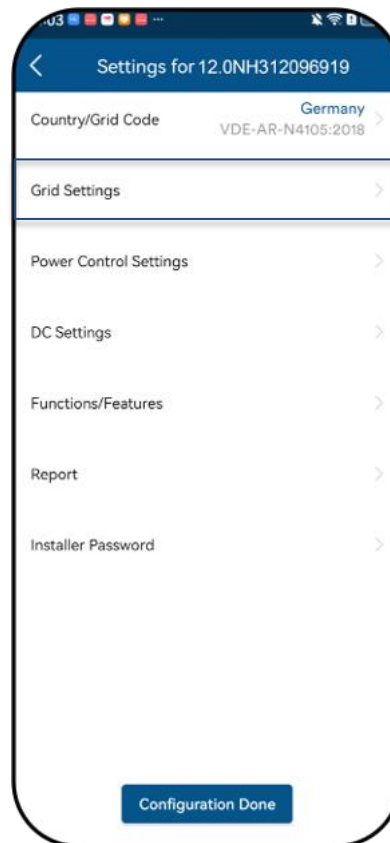 :03
Settings for 12.0NH312096919
Country/Grid Code
Germany
VDE-AR-N4105:2018
Grid Settings
Power Control Settings
DC Settings
Functions/Features
Report
Installer Password
Configuration Done